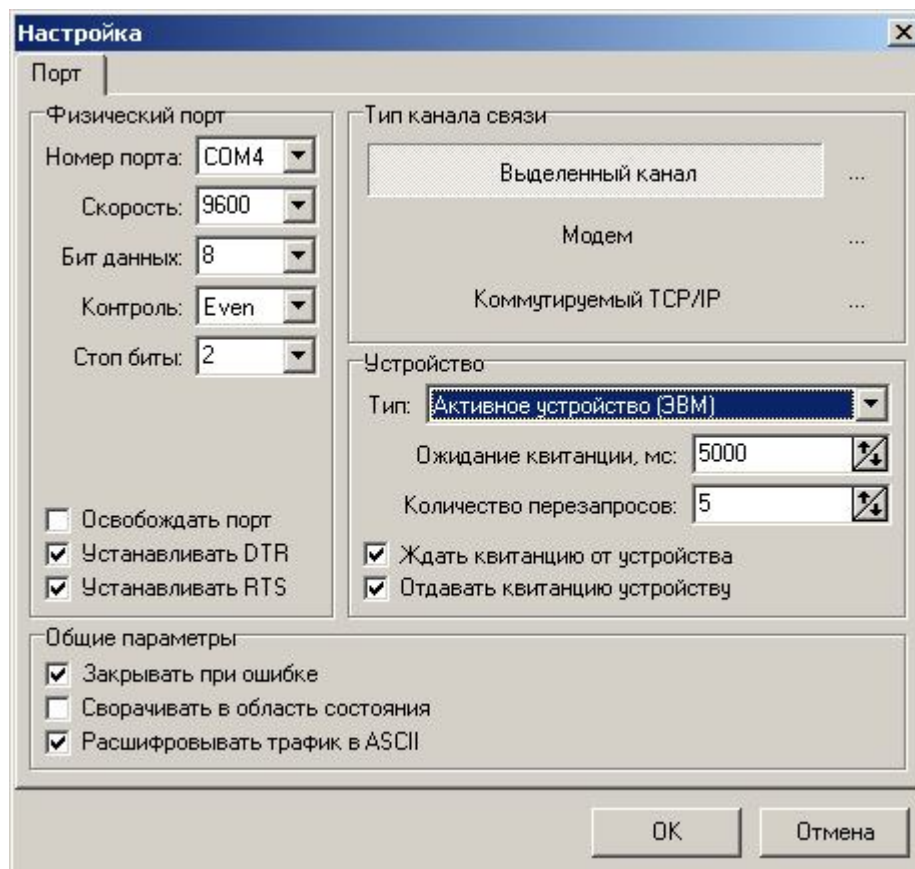 Настройка
Порт
Физический порт
Номер порта: COM4
Скорость: 9600
Бит данных: 8
Контроль: Even
Стоп биты: 2
Освобождать порт
Устанавливать DTR
Устанавливать RTS
Тип канала связи
Выделенный канал ...
Модем ...
Коммутируемый TCP/IP ...
Устройство
Тип: Активное устройство (ЭВМ)
Ожидание квитанции, мс: 5000
Количество перезапросов: 5
Ждать квитанцию от устройства
Отдавать квитанцию устройству
Общие параметры
Закрывать при ошибке
Сворачивать в область состояния
Расшифровывать трафик в ASCII
OK Отмена